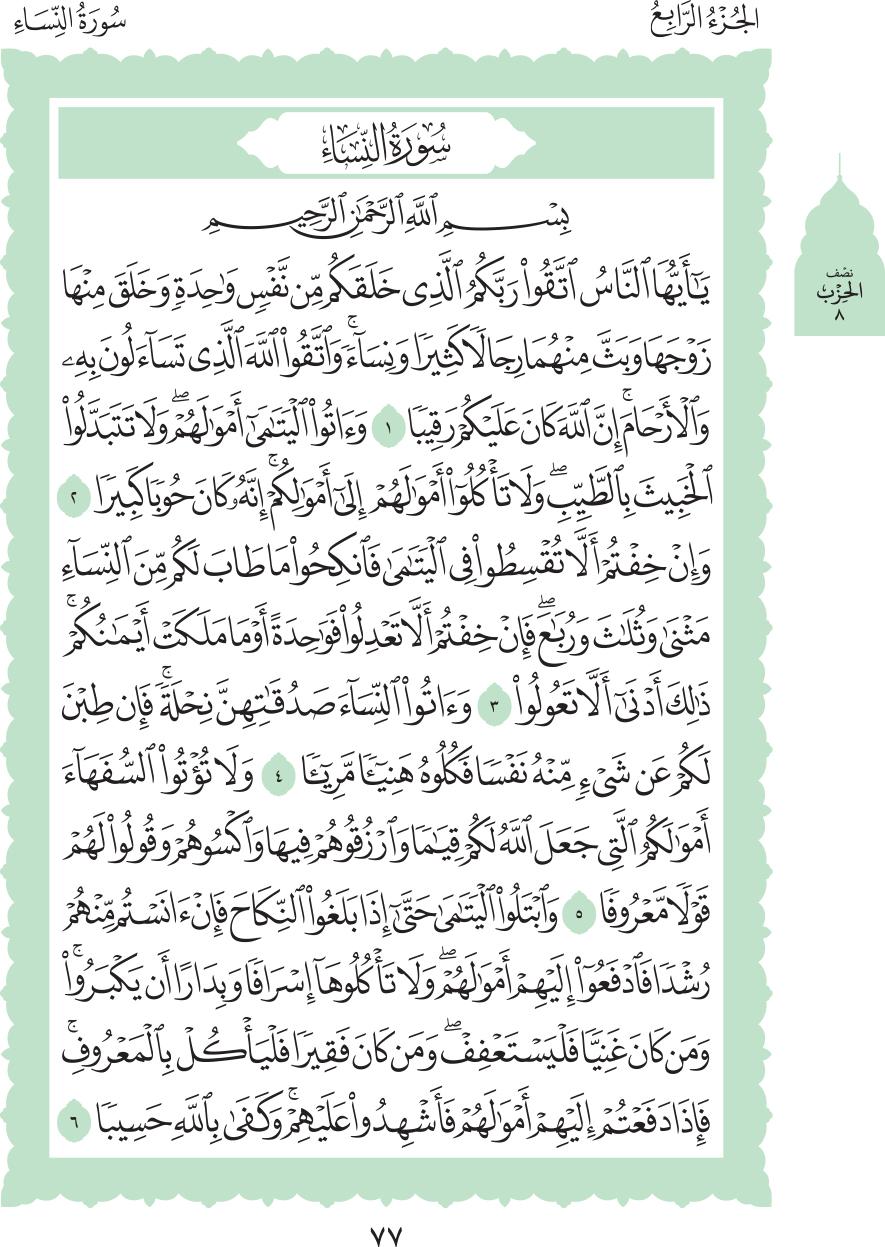 الجُزْءُ الرَّابِعُ
سُورَةُ النِّسَاءِ
سُورَةُ النِّسَاءِ
نصف
الحِزْب
٨
بِسۡمِ ٱللَّهِ ٱلرَّحۡمَٰنِ ٱلرَّحِيمِ
يَٰٓأَيُّهَا ٱلنَّاسُ ٱتَّقُواْ رَبَّكُمُ ٱلَّذِي خَلَقَكُم مِّن نَّفۡسٖ وَٰحِدَةٖ وَخَلَقَ مِنۡهَا
زَوۡجَهَا وَبَثَّ مِنۡهُمَا رِجَالٗا كَثِيرٗا وَنِسَآءٗۚ وَٱتَّقُواْ ٱللَّهَ ٱلَّذِي تَسَآءَلُونَ بِهِۦ
وَٱلۡأَرۡحَامَۚ إِنَّ ٱللَّهَ كَانَ عَلَيۡكُمۡ رَقِيبٗا ١ وَءَاتُواْ ٱلۡيَتَٰمَىٰٓ أَمۡوَٰلَهُمۡۖ وَلَا تَتَبَدَّلُواْ
ٱلۡخَبِيثَ بِٱلطَّيِّبِۖ وَلَا تَأۡكُلُوٓاْ أَمۡوَٰلَهُمۡ إِلَىٰٓ أَمۡوَٰلِكُمۡۚ إِنَّهُۥ كَانَ حُوبٗا كَبِيرٗا ٢
وَإِنۡ خِفۡتُمۡ أَلَّا تُقۡسِطُواْ فِي ٱلۡيَتَٰمَىٰ فَٱنكِحُواْ مَا طَابَ لَكُم مِّنَ ٱلنِّسَآءِ
مَثۡنَىٰ وَثُلَٰثَ وَرُبَٰعَۖ فَإِنۡ خِفۡتُمۡ أَلَّا تَعۡدِلُواْ فَوَٰحِدَةً أَوۡ مَا مَلَكَتۡ أَيۡمَٰنُكُمۡۚ
ذَٰلِكَ أَدۡنَىٰٓ أَلَّا تَعُولُواْ ٣ وَءَاتُواْ ٱلنِّسَآءَ صَدُقَٰتِهِنَّ نِحۡلَةٗۚ فَإِن طِبۡنَ
لَكُمۡ عَن شَيۡءٖ مِّنۡهُ نَفۡسٗا فَكُلُوهُ هَنِيٓـٔٗا مَّرِيٓـٔٗا ٤ وَلَا تُؤۡتُواْ ٱلسُّفَهَآءَ
أَمۡوَٰلَكُمُ ٱلَّتِي جَعَلَ ٱللَّهُ لَكُمۡ قِيَٰمٗا وَٱرۡزُقُوهُمۡ فِيهَا وَٱكۡسُوهُمۡ وَقُولُواْ لَهُمۡ
قَوۡلٗا مَّعۡرُوفٗا ٥ وَٱبۡتَلُواْ ٱلۡيَتَٰمَىٰ حَتَّىٰٓ إِذَا بَلَغُواْ ٱلنِّكَاحَ فَإِنۡ ءَانَسۡتُم مِّنۡهُمۡ
رُشۡدٗا فَٱدۡفَعُوٓاْ إِلَيۡهِمۡ أَمۡوَٰلَهُمۡۖ وَلَا تَأۡكُلُوهَآ إِسۡرَافٗا وَبِدَارًا أَن يَكۡبَرُواْۚ
وَمَن كَانَ غَنِيّٗا فَلۡيَسۡتَعۡفِفۡۖ وَمَن كَانَ فَقِيرٗا فَلۡيَأۡكُلۡ بِٱلۡمَعۡرُوفِۚ
فَإِذَا دَفَعۡتُمۡ إِلَيۡهِمۡ أَمۡوَٰلَهُمۡ فَأَشۡهِدُواْ عَلَيۡهِمۡۚ وَكَفَىٰ بِٱللَّهِ حَسِيبٗا ٦
٧٧